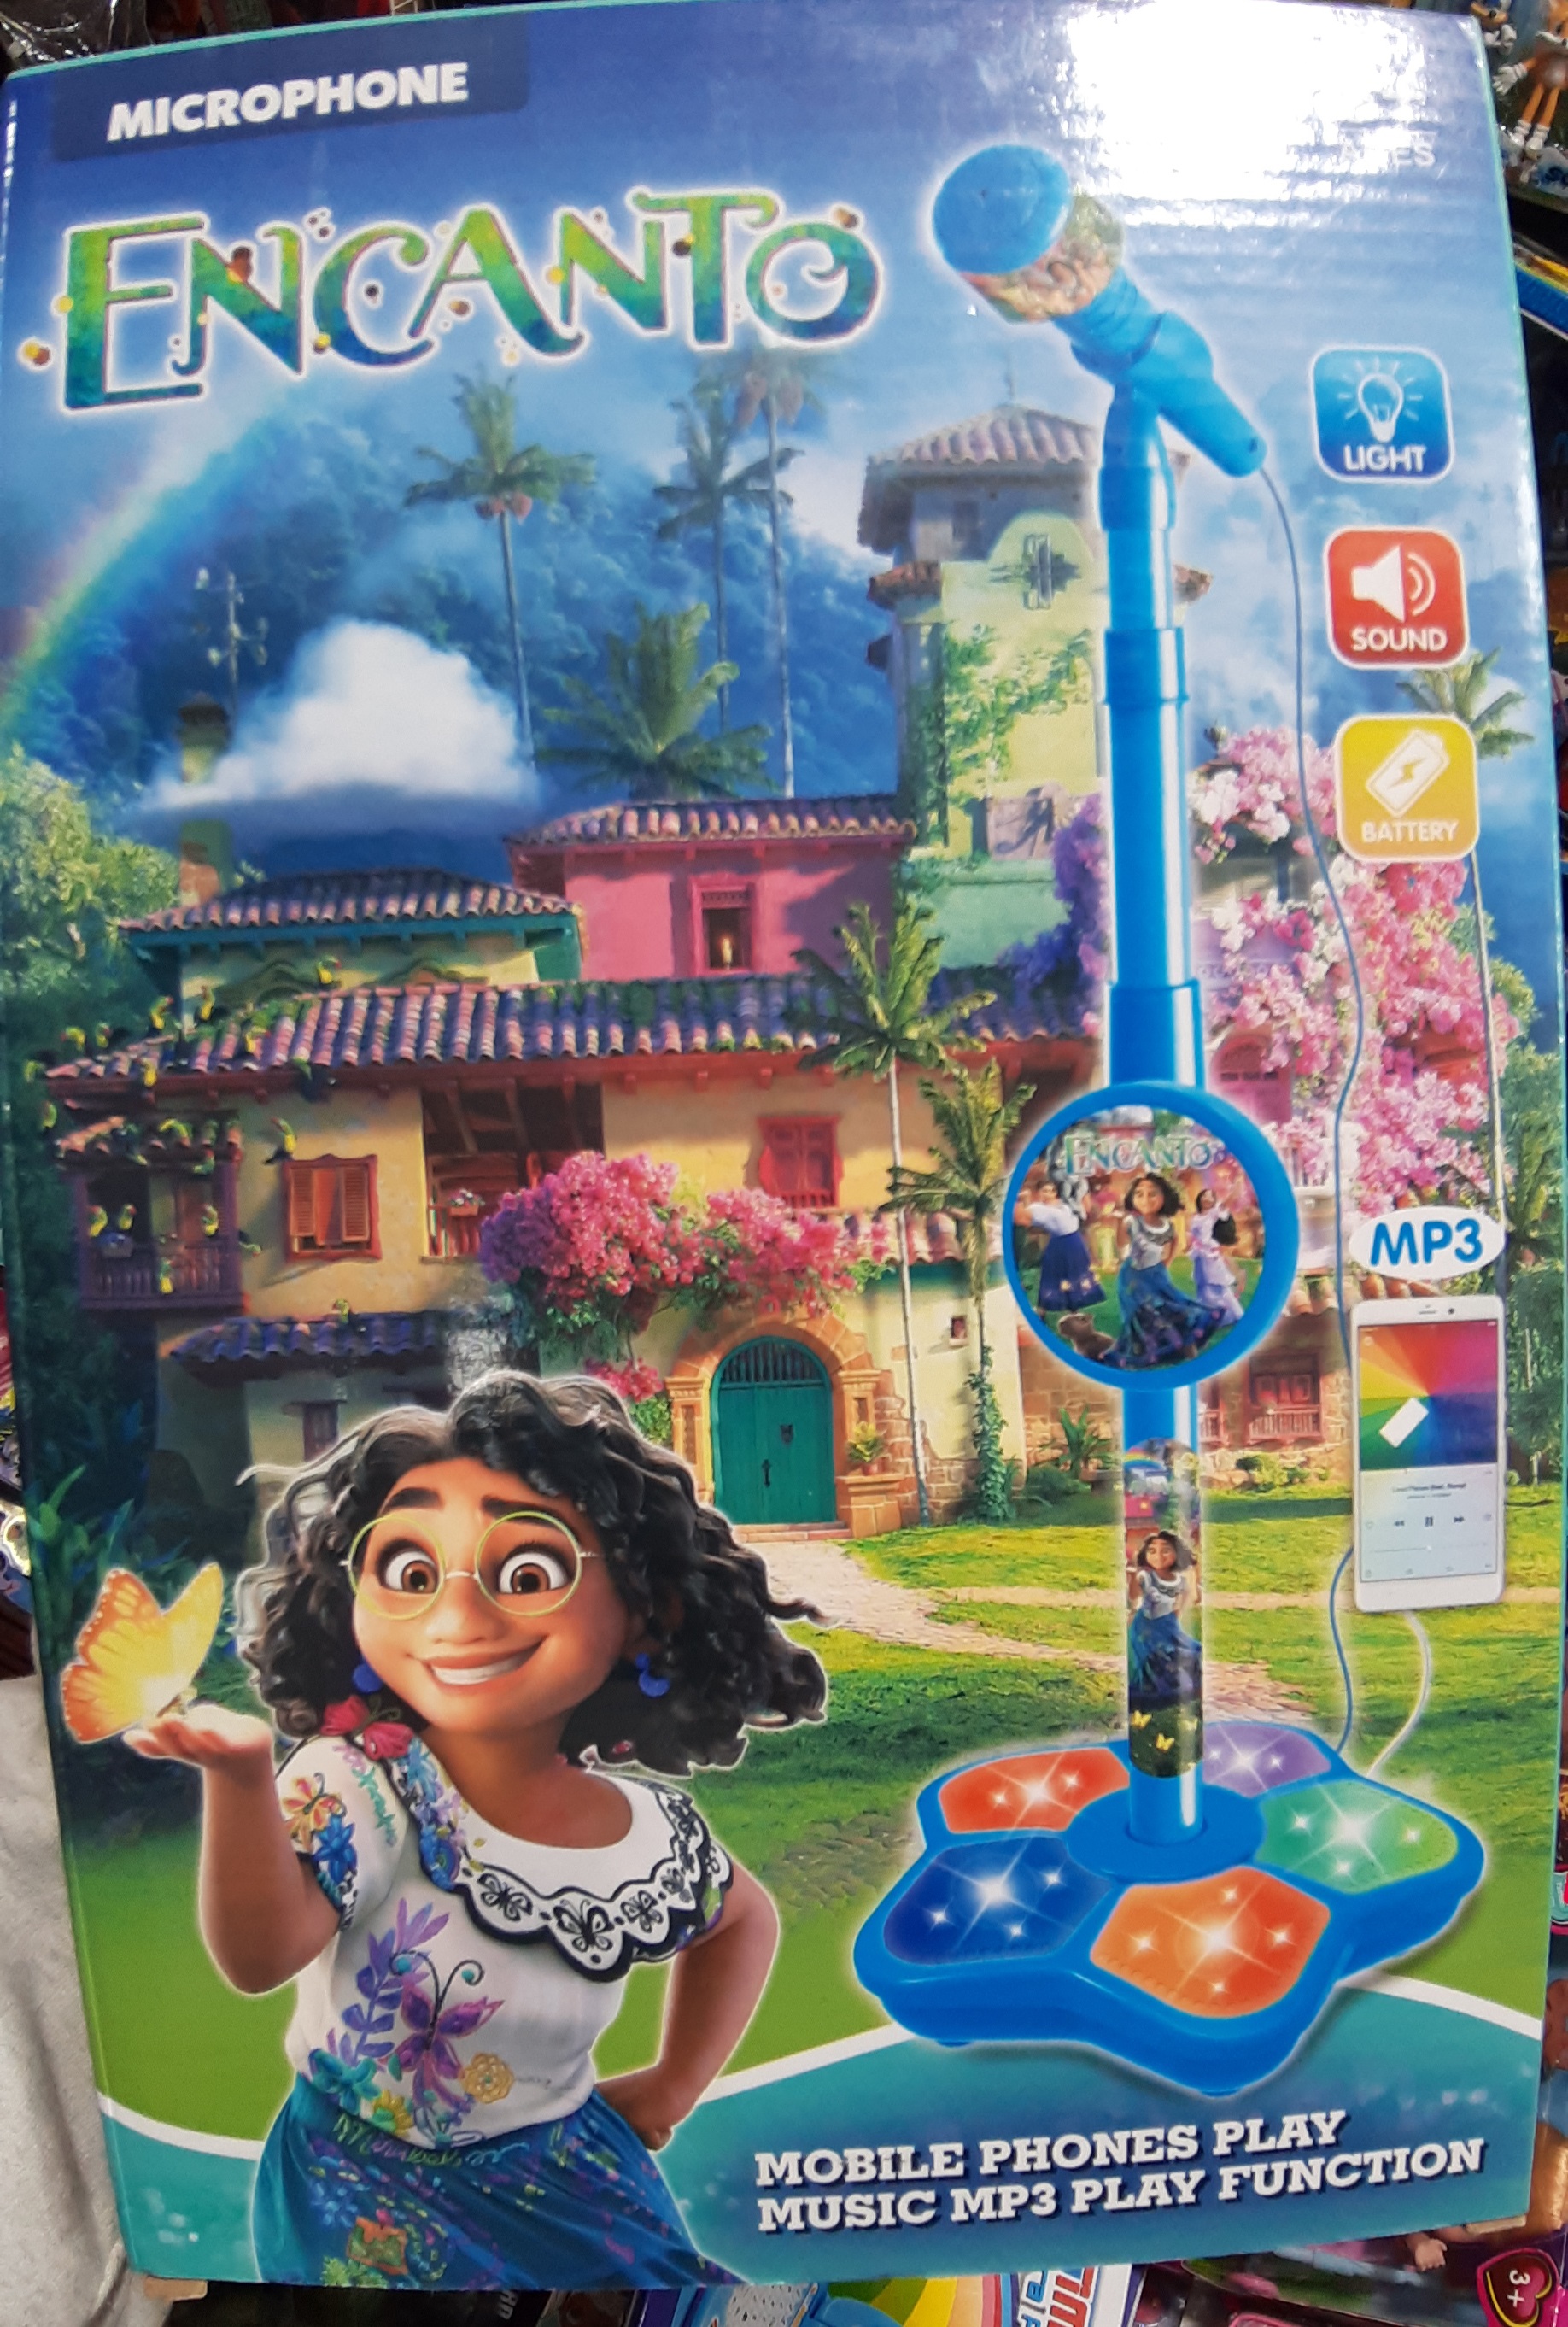 MICROPHONE
ENCANTO
LIGHT
SOUND
BATTERY
ENCANTO
MP3
MOBILE PHONES PLAY
MUSIC MP3 PLAY FUNCTION
3+